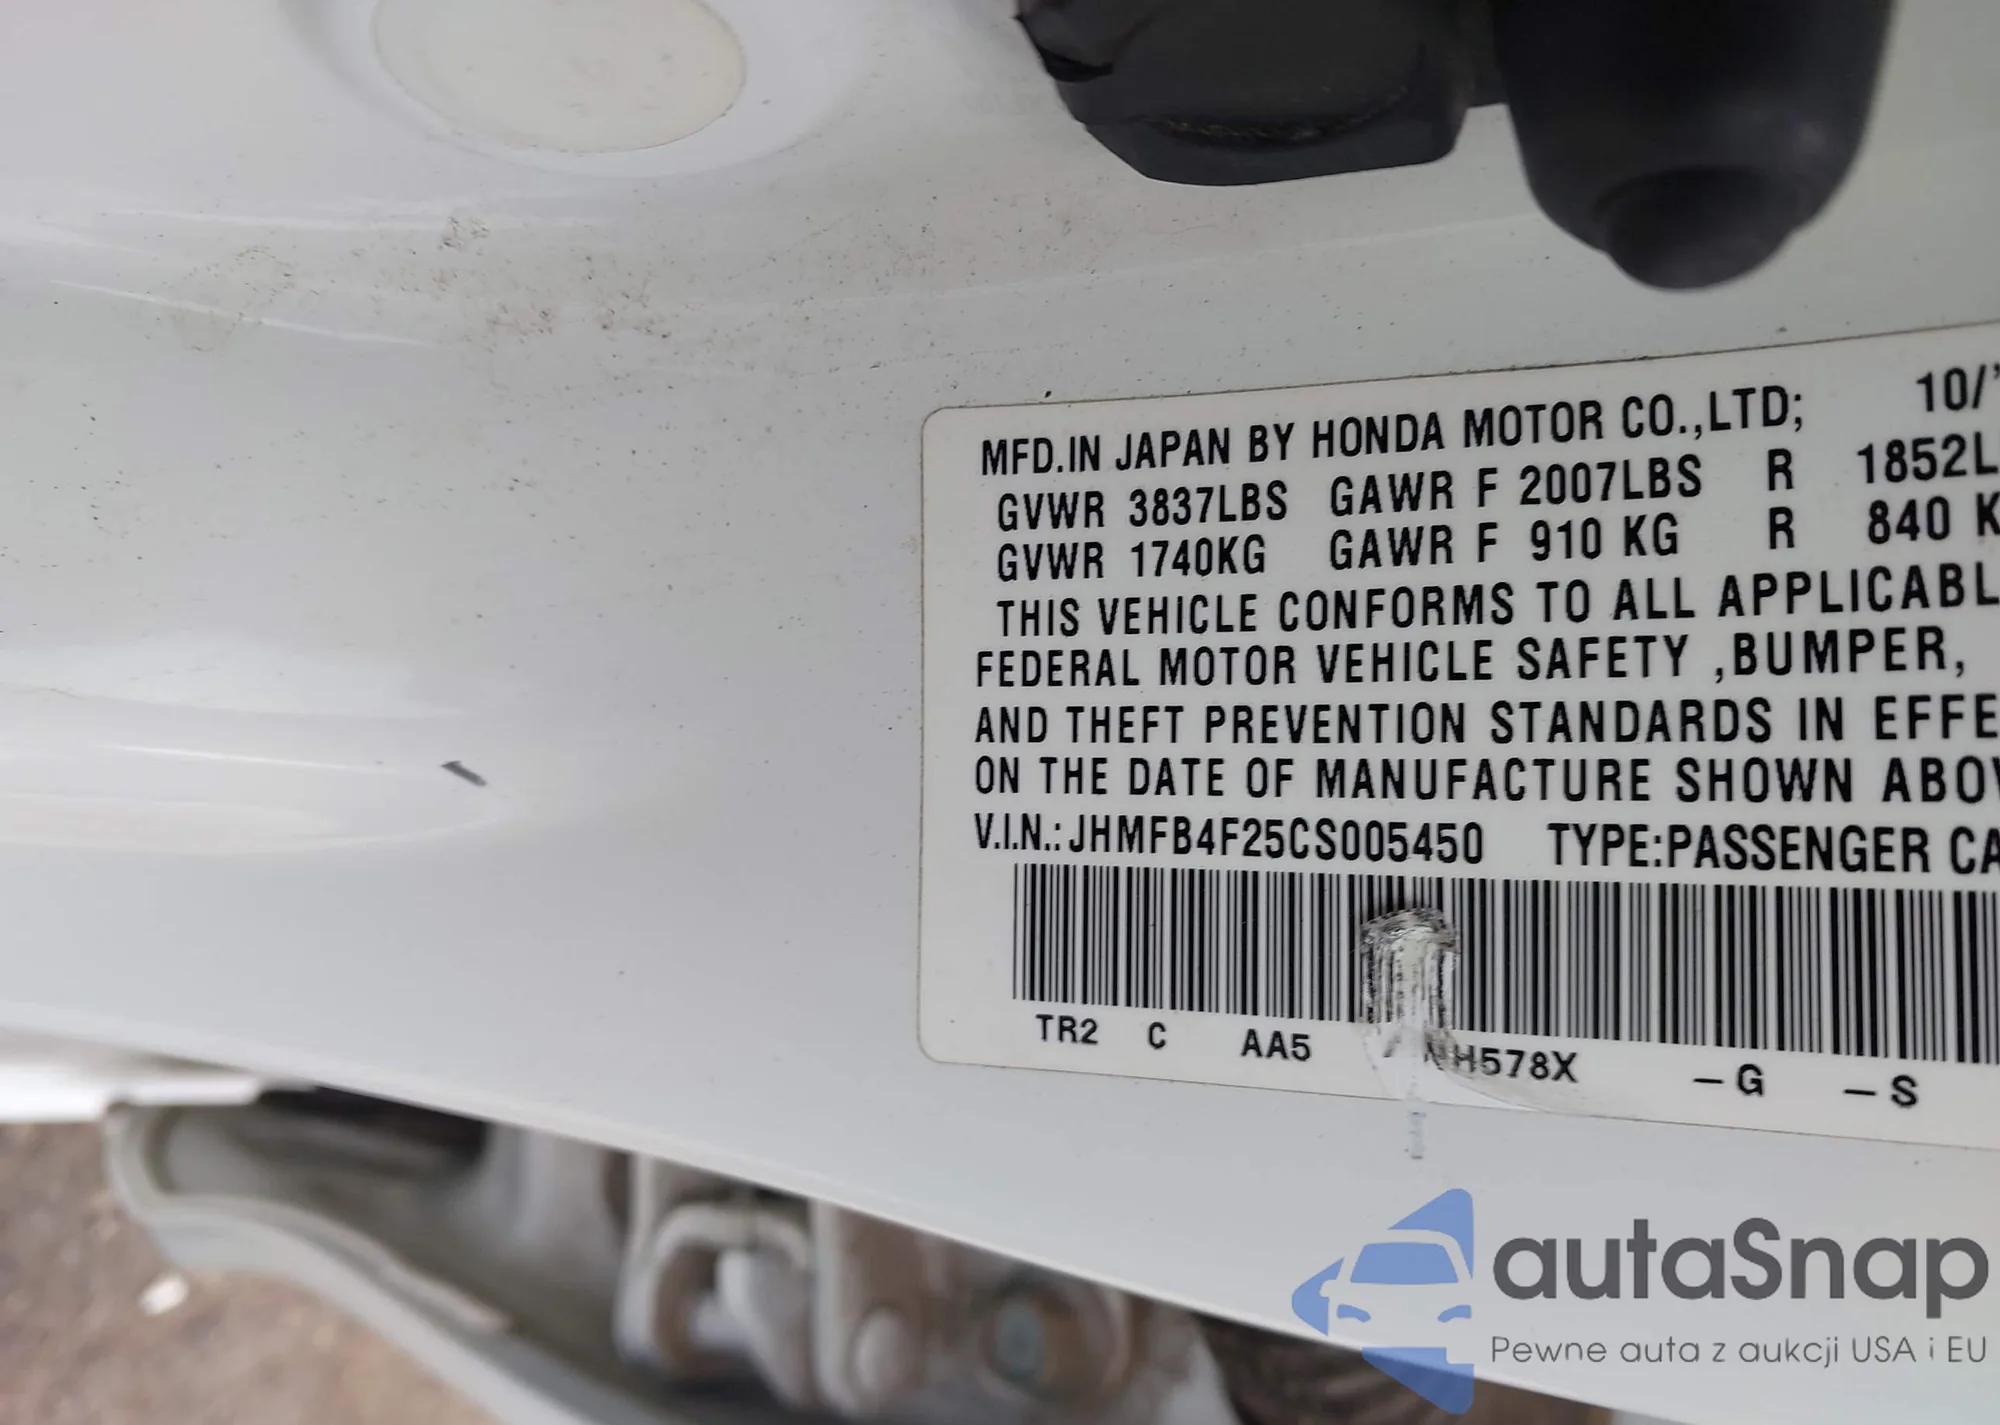 MFD.IN JAPAN BY HONDA MOTOR CO.,LTD; 10/
GVWR 3837LBS GAWR F 2007LBS R 1852L
GVWR 1740KG GAWR F 910 KG R 840 K
THIS VEHICLE CONFORMS TO ALL APPLICABL
FEDERAL MOTOR VEHICLE SAFETY ,BUMPER,
AND THEFT PREVENTION STANDARDS IN EFFE
ON THE DATE OF MANUFACTURE SHOWN ABOV
V.I.N.: JHMFB4F25CS005450 TYPE:PASSENGER CA
TR2 C AA5 NH578X –G –S
autaSnap
Pewne auta z aukcji USA i EU